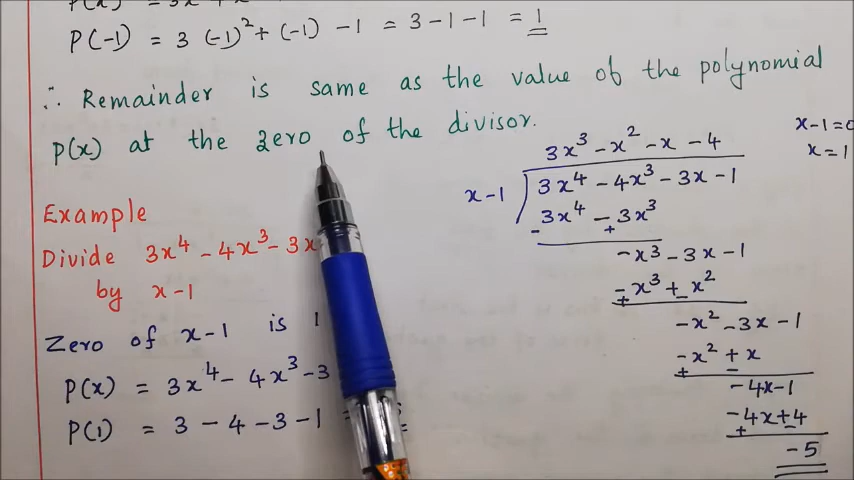 P(-1) = 3 (-1)² + (-1) - 1 = 3 - 1 - 1 = 1
∴ Remainder is same as the value of the polynomial
P(x) at the zero of the divisor.
Example
Divide 3x⁴ - 4x³ - 3x
by x - 1
Zero of x - 1 is 1
P(x) = 3x⁴ - 4x³ - 3
P(1) = 3 - 4 - 3 - 1 =
3x³ - x² - x - 4
x - 1 3x⁴ - 4x³ - 3x - 1
3x⁴ - 3x³
- +
-x³ - 3x - 1
-x³ + x²
+ -
-x² - 3x - 1
-x² + x
+ -
-4x - 1
-4x + 4
+ -
-5
x - 1 = 0
x = 1